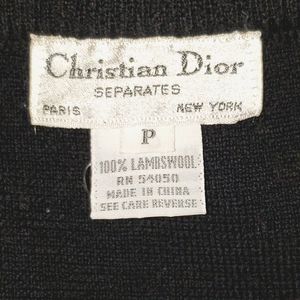 Christian Dior
SEPARATES
PARIS NEW YORK
P
100% LAMBSWOOL
RN 54050
MADE IN CHINA
SEE CARE REVERSE